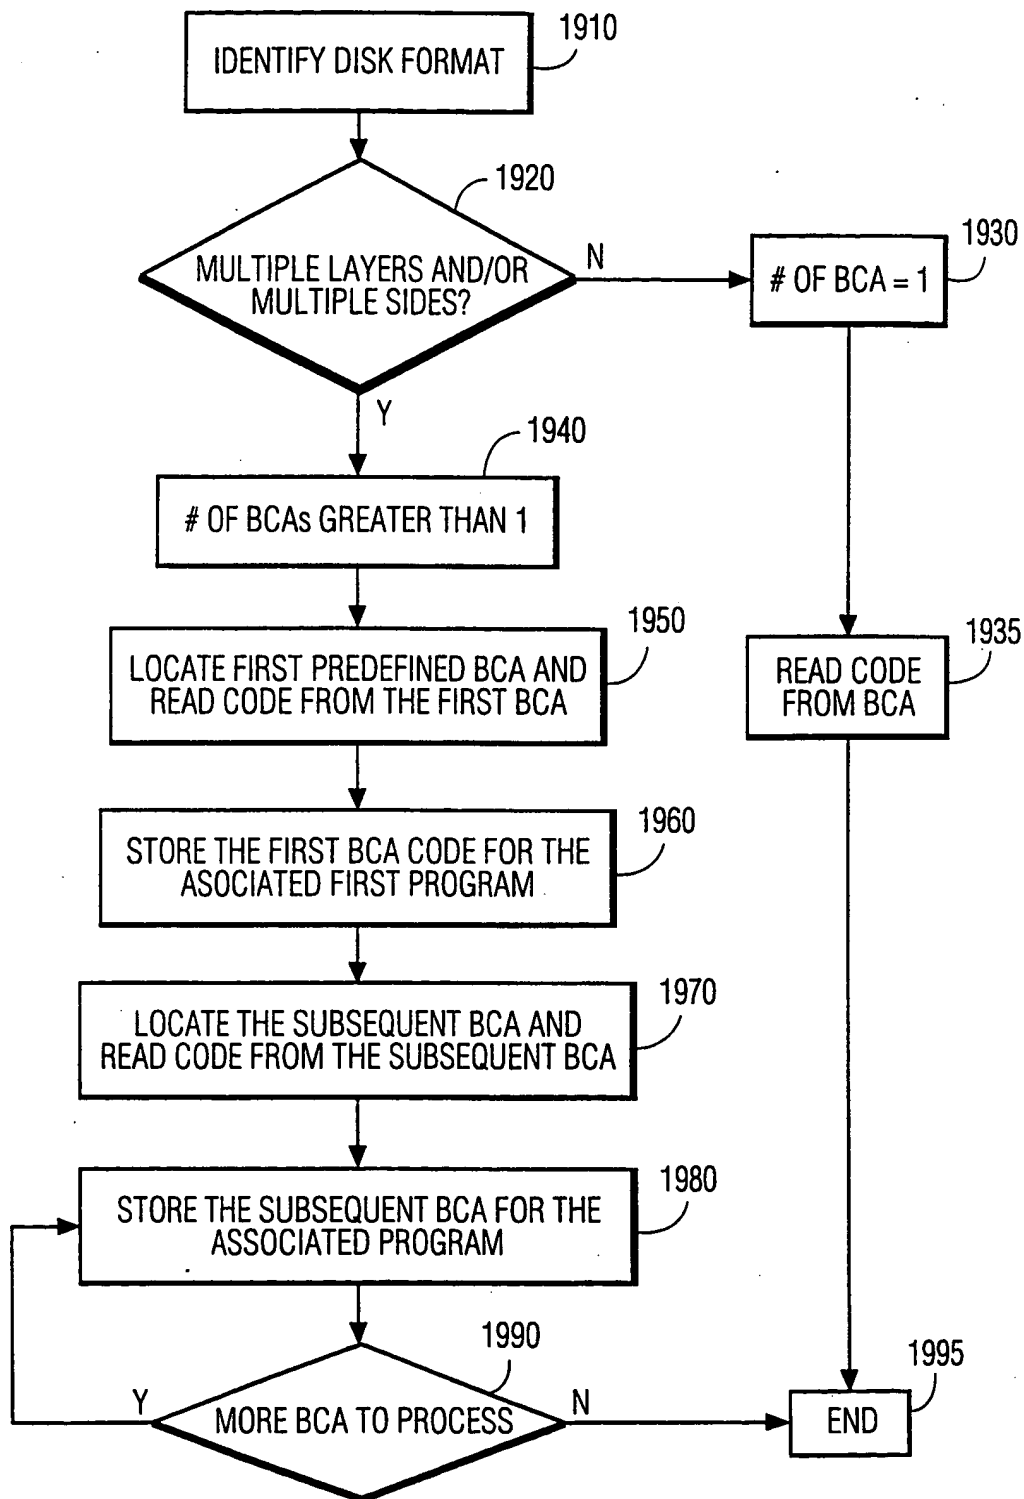 IDENTIFY DISK FORMAT
1910
1920
MULTIPLE LAYERS AND/OR
MULTIPLE SIDES?
N
Y
1930
# OF BCA = 1
1940
# OF BCAs GREATER THAN 1
1950
LOCATE FIRST PREDEFINED BCA AND
READ CODE FROM THE FIRST BCA
1935
READ CODE
FROM BCA
1960
STORE THE FIRST BCA CODE FOR THE
ASOCIATED FIRST PROGRAM
1970
LOCATE THE SUBSEQUENT BCA AND
READ CODE FROM THE SUBSEQUENT BCA
1980
STORE THE SUBSEQUENT BCA FOR THE
ASSOCIATED PROGRAM
1990
Y
MORE BCA TO PROCESS
N
1995
END